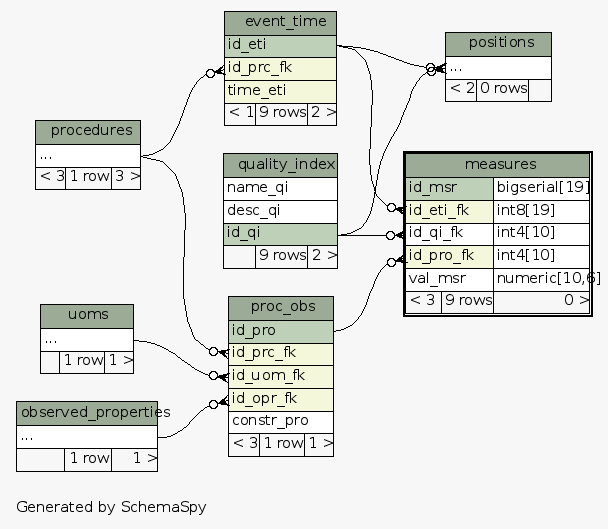 event_time
id_eti
id_prc_fk
time_eti
< 1 9 rows 2 >
positions
...
< 2 0 rows
procedures
...
< 3 1 row 3 >
quality_index
name_qi
desc_qi
id_qi
9 rows 2 >
measures
id_msr bigserial[19]
id_eti_fk int8[19]
id_qi_fk int4[10]
id_pro_fk int4[10]
val_msr numeric[10,6]
< 3 9 rows 0 >
proc_obs
id_pro
id_prc_fk
id_uom_fk
id_opr_fk
constr_pro
< 3 1 row 1 >
uoms
...
1 row 1 >
observed_properties
...
1 row 1 >
Generated by SchemaSpy